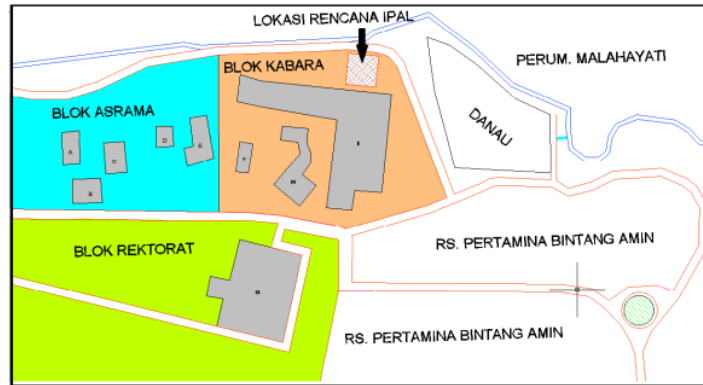 LOKASI RENCANA IPAL
PERUM. MALAHAYATI
BLOK KABARA
BLOK ASRAMA
DANAU
A
B
C
D
E
F
H
I
BLOK REKTORAT
G
RS. PERTAMINA BINTANG AMIN
RS. PERTAMINA BINTANG AMIN